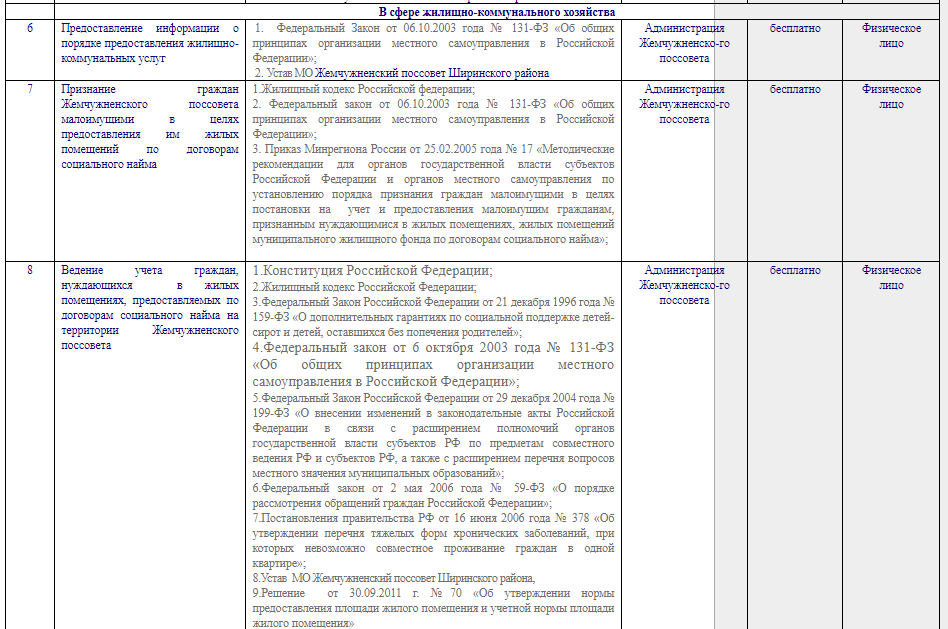 В сфере жилищно-коммунального хозяйства
6
Предоставление информации о
порядке предоставления жилищно-
коммунальных услуг
1. Федеральный Закон от 06.10.2003 года № 131-ФЗ «Об общих
принципах организации местного самоуправления в Российской
Федерации»;
2. Устав МО Жемчужненский поссовет Ширинского района
Администрация
Жемчужненско-го
поссовета
бесплатно
Физическое
лицо
7
Признание граждан
Жемчужненского поссовета
малоимущими в целях
предоставления им жилых
помещений по договорам
социального найма
1.Жилищный кодекс Российской федерации;
2. Федеральный закон от 06.10.2003 года № 131-ФЗ «Об общих
принципах организации местного самоуправления в Российской
Федерации»;
3. Приказ Минрегиона России от 25.02.2005 года № 17 «Методические
рекомендации для органов государственной власти субъектов
Российской Федерации и органов местного самоуправления по
установлению порядка признания граждан малоимущими в целях
постановки на учет и предоставления малоимущим гражданам,
признанным нуждающимися в жилых помещениях, жилых помещений
муниципального жилищного фонда по договорам социального найма»;
Администрация
Жемчужненско-го
поссовета
бесплатно
Физическое
лицо
8
Ведение учета граждан,
нуждающихся в жилых
помещениях, предоставляемых по
договорам социального найма на
территории Жемчужненского
поссовета
1.Конституция Российской Федерации;
2.Жилищный кодекс Российской Федерации;
3.Федеральный Закон Российской Федерации от 21 декабря 1996 года №
159-ФЗ «О дополнительных гарантиях по социальной поддержке детей-
сирот и детей, оставшихся без попечения родителей»;
4.Федеральный закон от 6 октября 2003 года № 131-ФЗ
«Об общих принципах организации местного
самоуправления в Российской Федерации»;
5.Федеральный Закон Российской Федерации от 29 декабря 2004 года №
199-ФЗ «О внесении изменений в законодательные акты Российской
Федерации в связи с расширением полномочий органов
государственной власти субъектов РФ по предметам совместного
ведения РФ и субъектов РФ, а также с расширением перечня вопросов
местного значения муниципальных образований»;
6.Федеральный закон от 2 мая 2006 года № 59-ФЗ «О порядке
рассмотрения обращений граждан Российской Федерации»;
7.Постановления правительства РФ от 16 июня 2006 года № 378 «Об
утверждении перечня тяжелых форм хронических заболеваний, при
которых невозможно совместное проживание граждан в одной
квартире»;
8.Устав МО Жемчужненский поссовет Ширинского района,
9.Решение от 30.09.2011 г. № 70 «Об утверждении нормы
предоставления площади жилого помещения и учетной нормы площади
жилого помещения»
Администрация
Жемчужненско-го
поссовета
бесплатно
Физическое
лицо